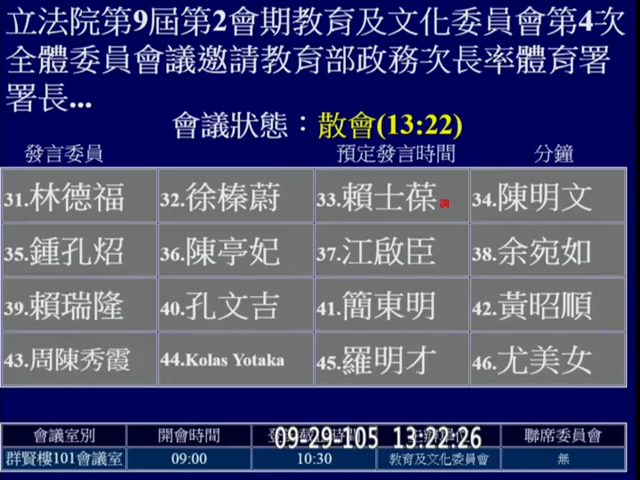 立法院第9屆第2會期教育及文化委員會第4次
全體委員會議邀請教育部政務次長率體育署
署長...
會議狀態：散會(13:22)
發言委員 預定發言時間 分鐘
31.林德福 32.徐榛蔚 33.賴士葆 34.陳明文
35.鍾孔炤 36.陳亭妃 37.江啟臣 38.余宛如
39.賴瑞隆 40.孔文吉 41.簡東明 42.黃昭順
43.周陳秀霞 44.Kolas Yotaka 45.羅明才 46.尤美女
會議室別 開會時間 聯席委員會
09-29-105 13:22:26
群賢樓101會議室 09:00 10:30 教育及文化委員會 無